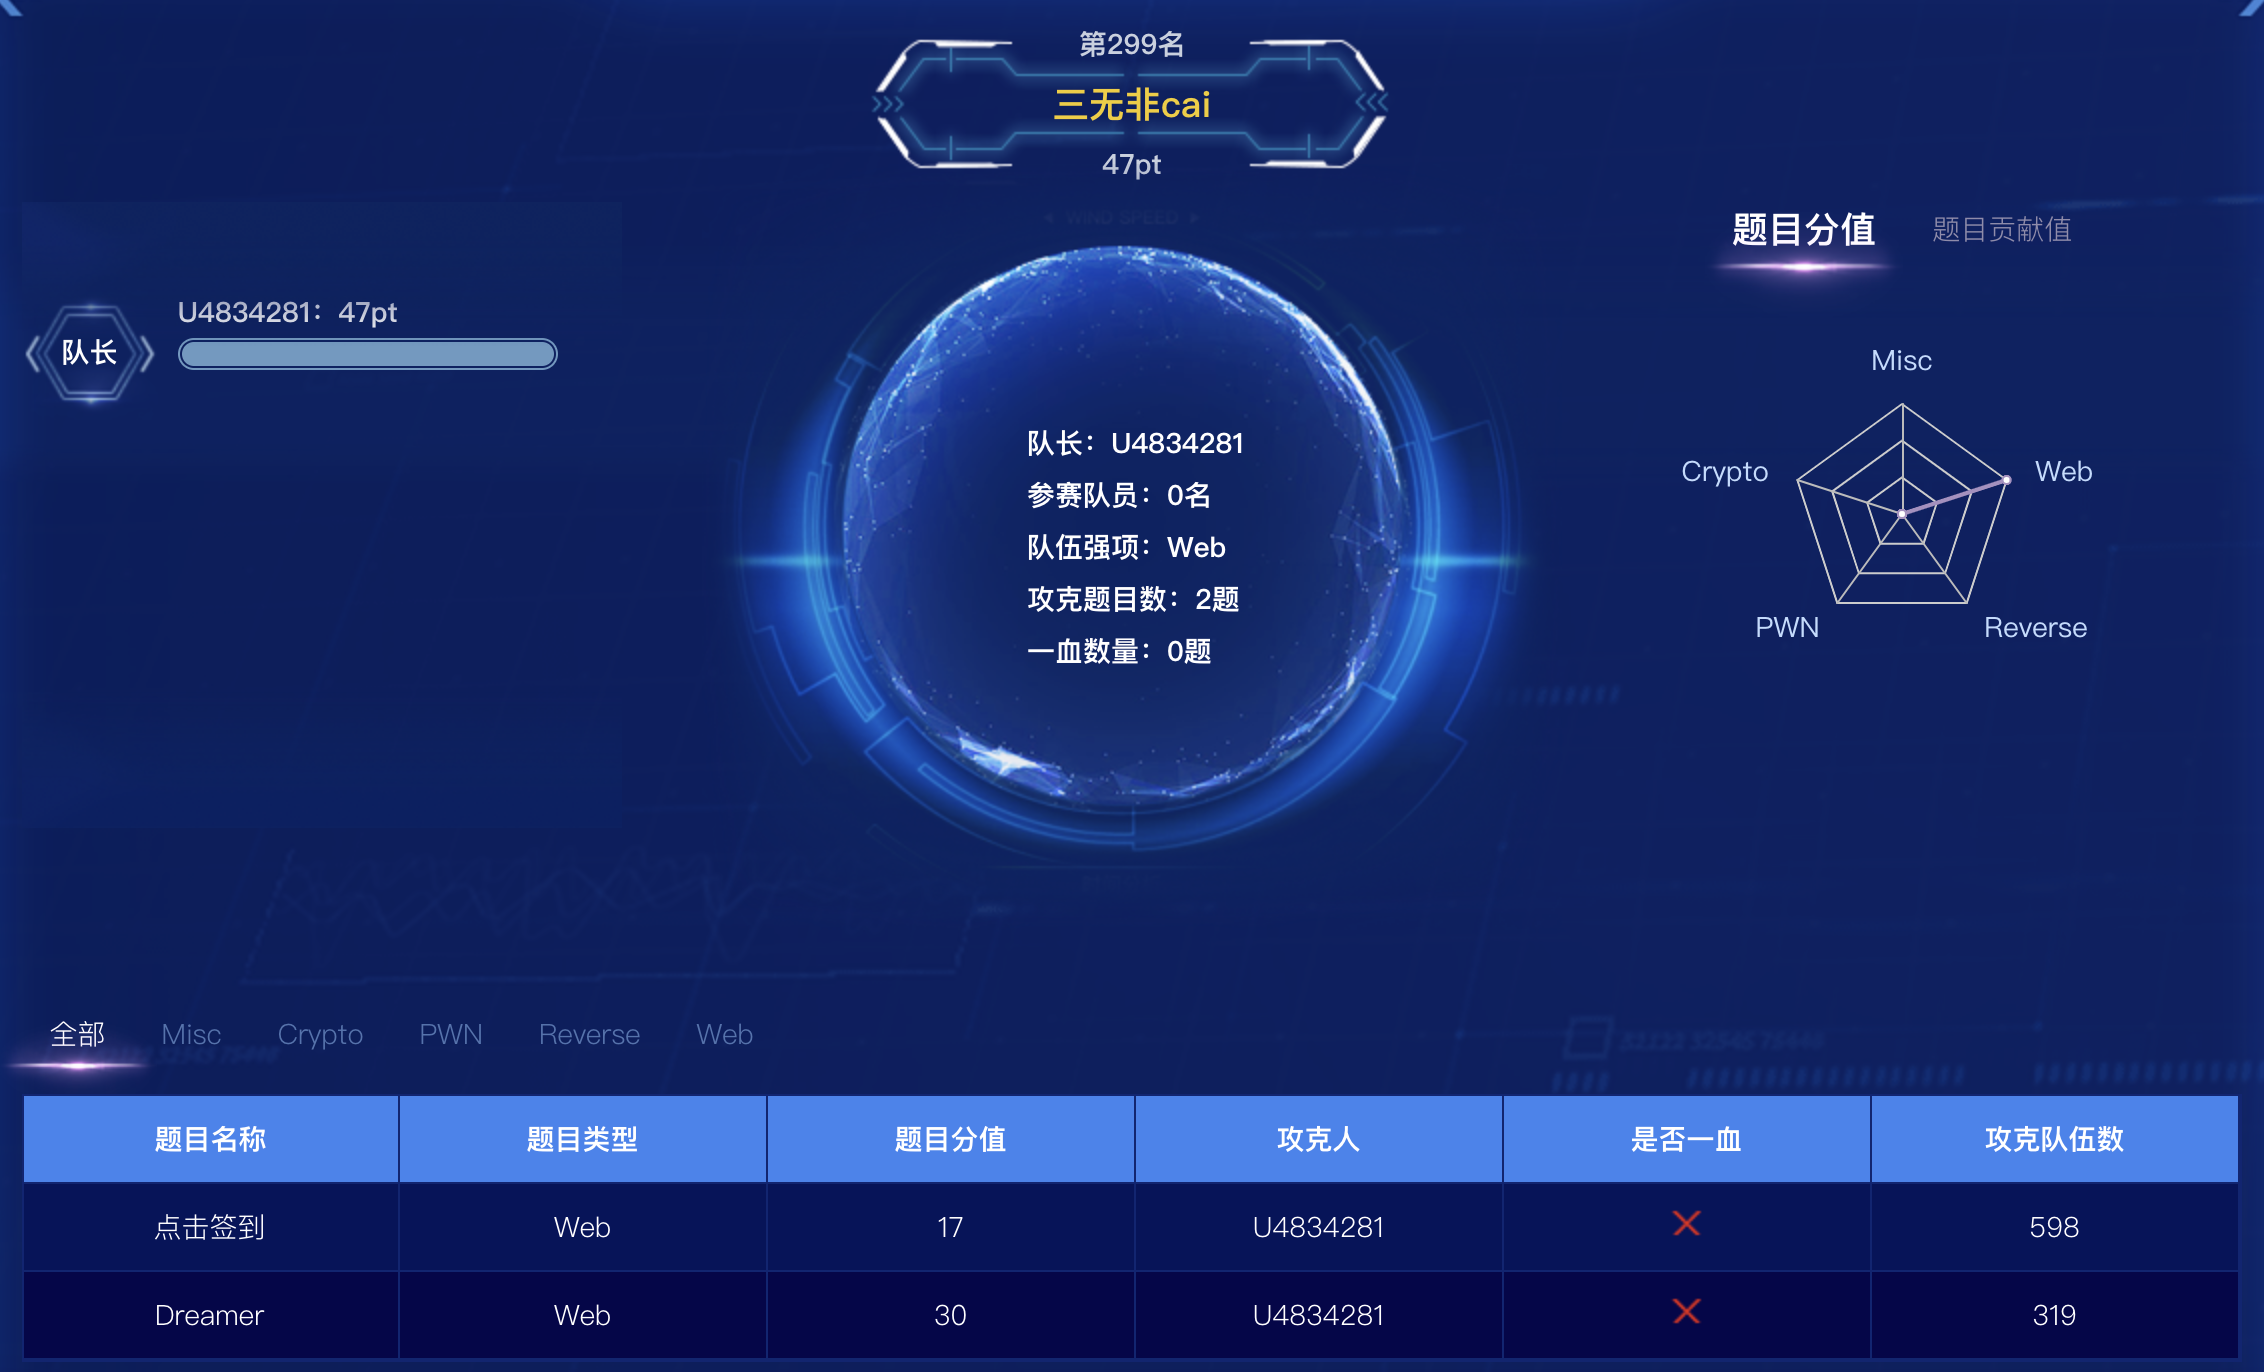 第299名
三无非cai
47pt
WIND SPEED
题目分值 题目贡献值
队长
U4834281：47pt
队长：U4834281
参赛队员：0名
队伍强项：Web
攻克题目数：2题
一血数量：0题
Misc
Crypto
Web
PWN
Reverse
全部 Misc Crypto PWN Reverse Web
32123 32545 75448
题目名称 题目类型 题目分值 攻克人 是否一血 攻克队伍数
点击签到 Web 17 U4834281 598
Dreamer Web 30 U4834281 319